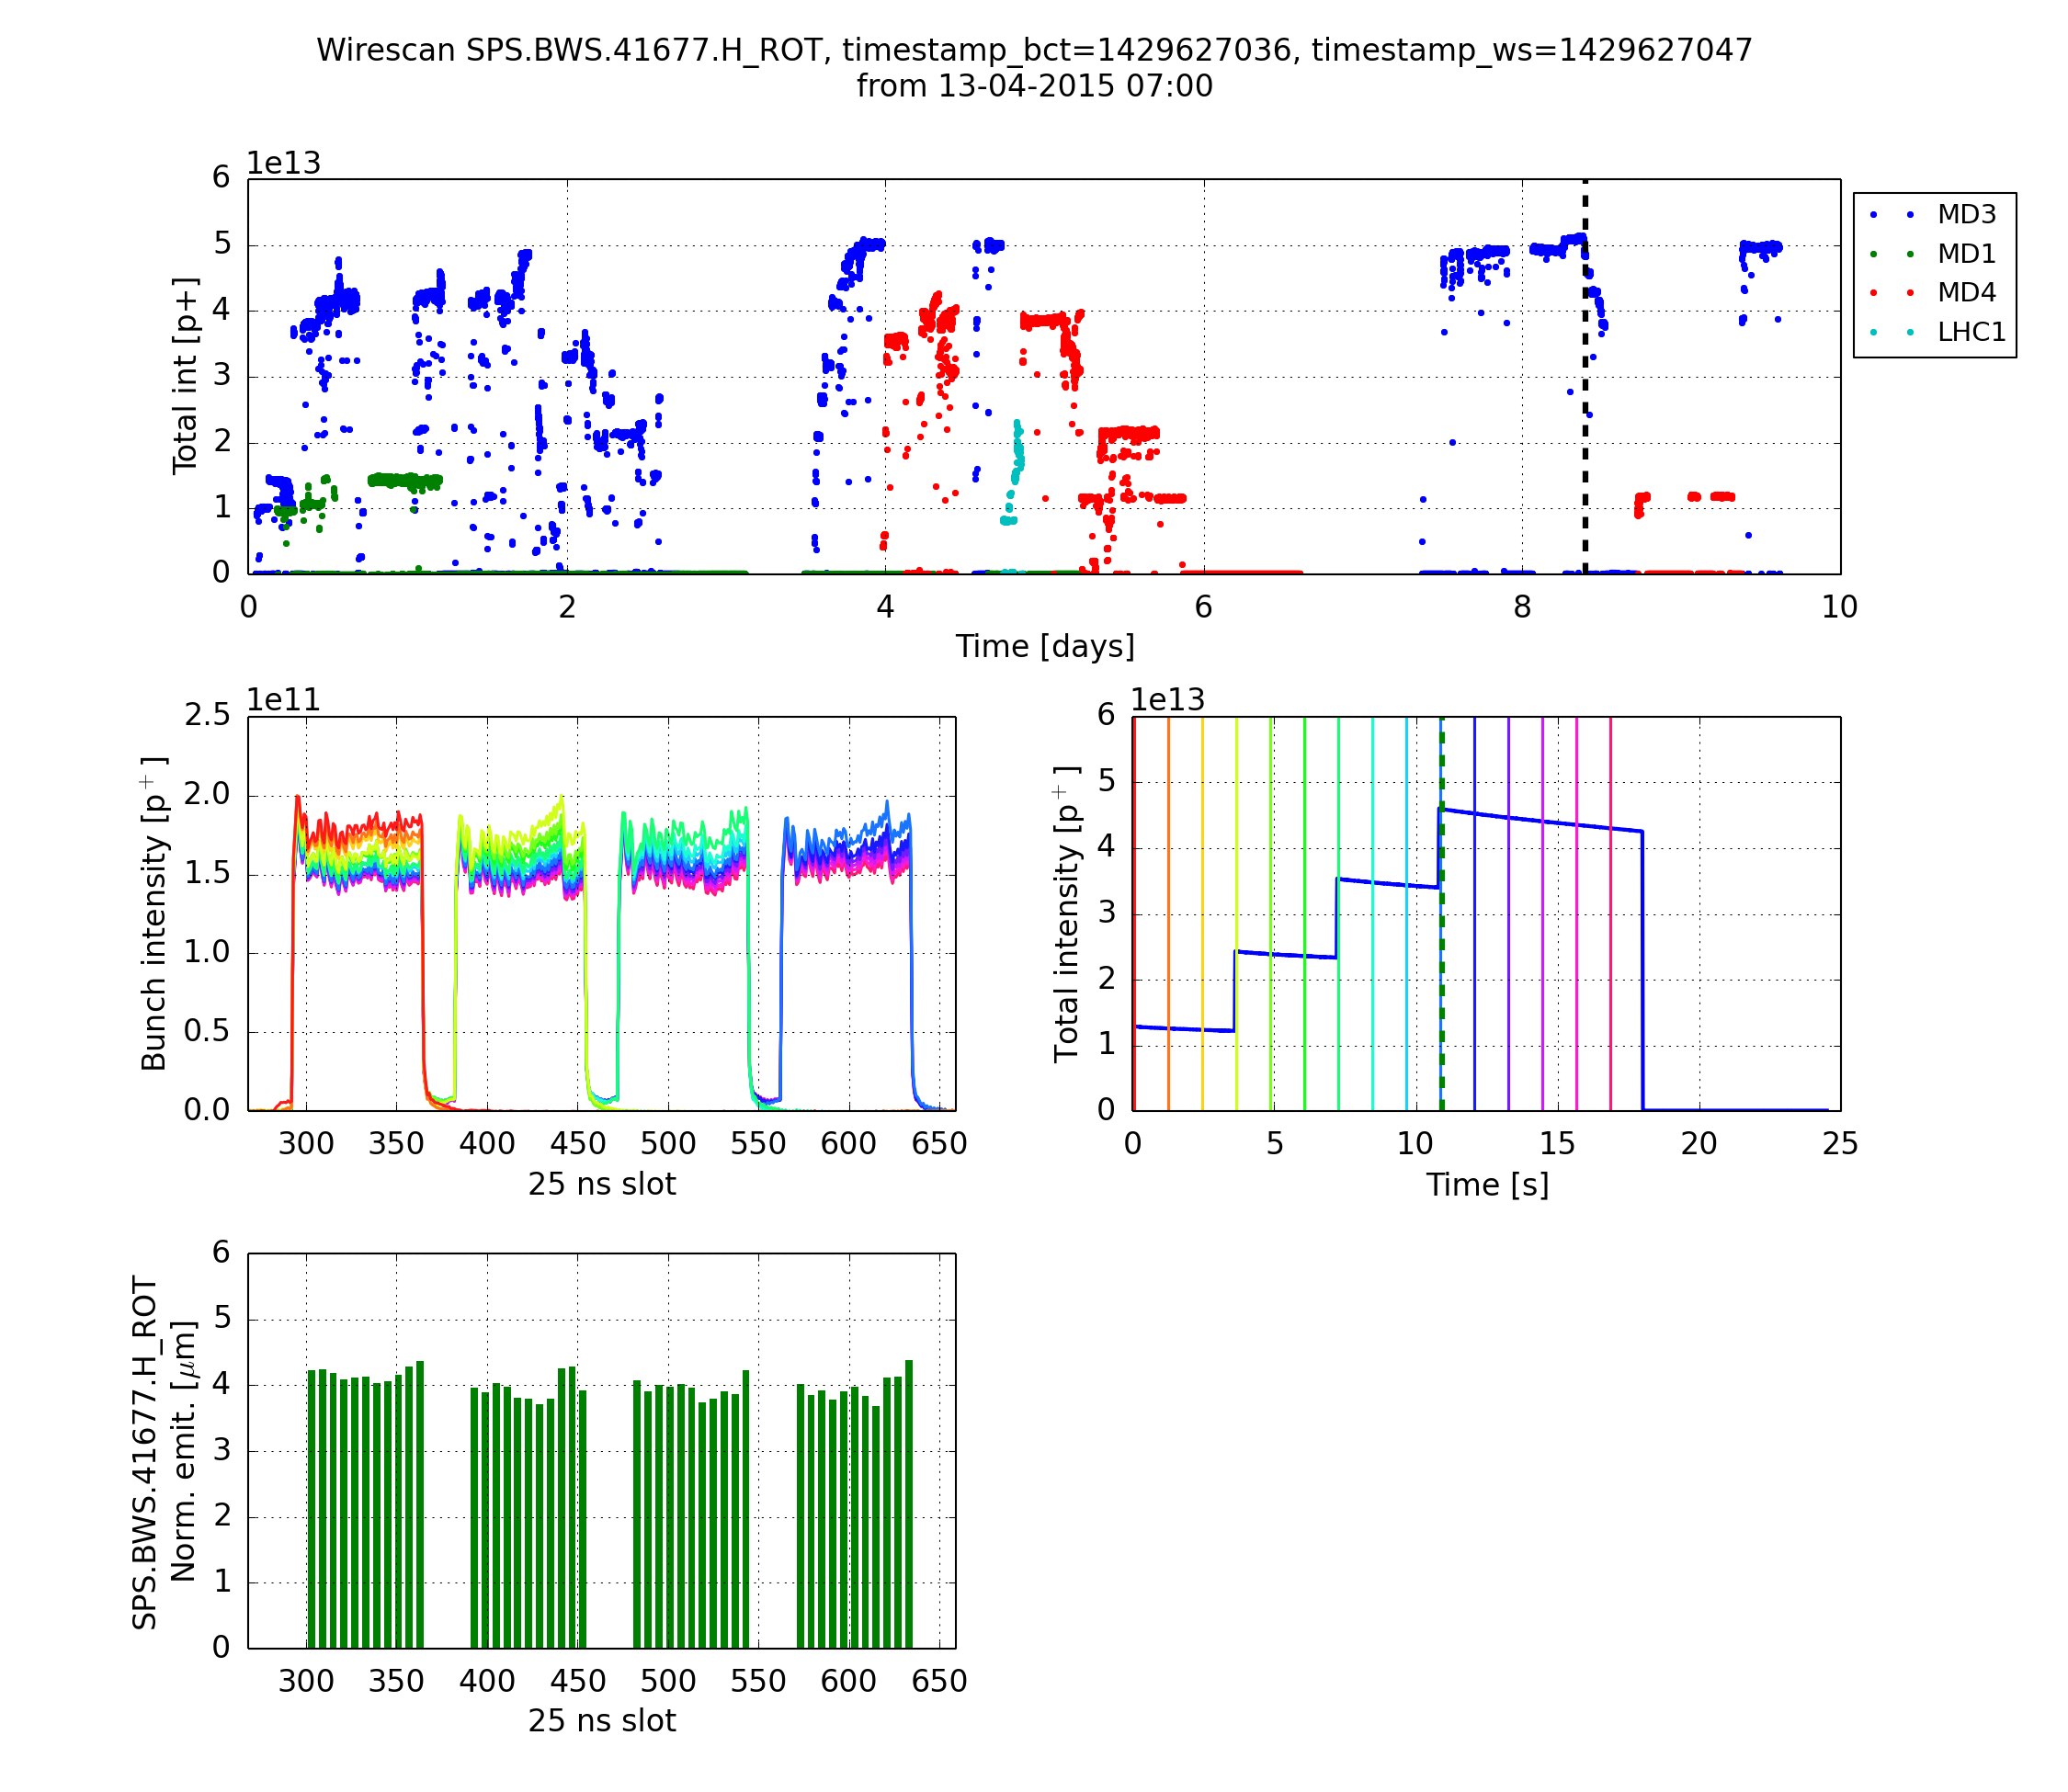 Wirescan SPS.BWS.41677.H_ROT, timestamp_bct=1429627036, timestamp_ws=1429627047
from 13-04-2015 07:00
1e13
6
5
4
3
2
1
0
Total int [p+]
0 2 4 6 8 10
Time [days]
MD3
MD1
MD4
LHC1
1e11
2.5
2.0
1.5
1.0
0.5
0.0
Bunch intensity [p+]
300 350 400 450 500 550 600 650
25 ns slot
1e13
6
5
4
3
2
1
0
Total intensity [p+]
0 5 10 15 20 25
Time [s]
6
5
4
3
2
1
0
SPS.BWS.41677.H_ROT
Norm. emit. [μm]
300 350 400 450 500 550 600 650
25 ns slot